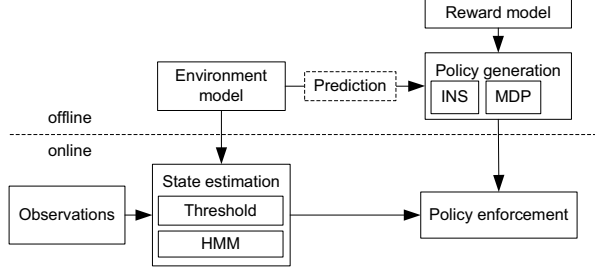 Reward model
Environment
model
Prediction
Policy generation
INS
MDP
offline
online
Observations
State estimation
Threshold
HMM
Policy enforcement